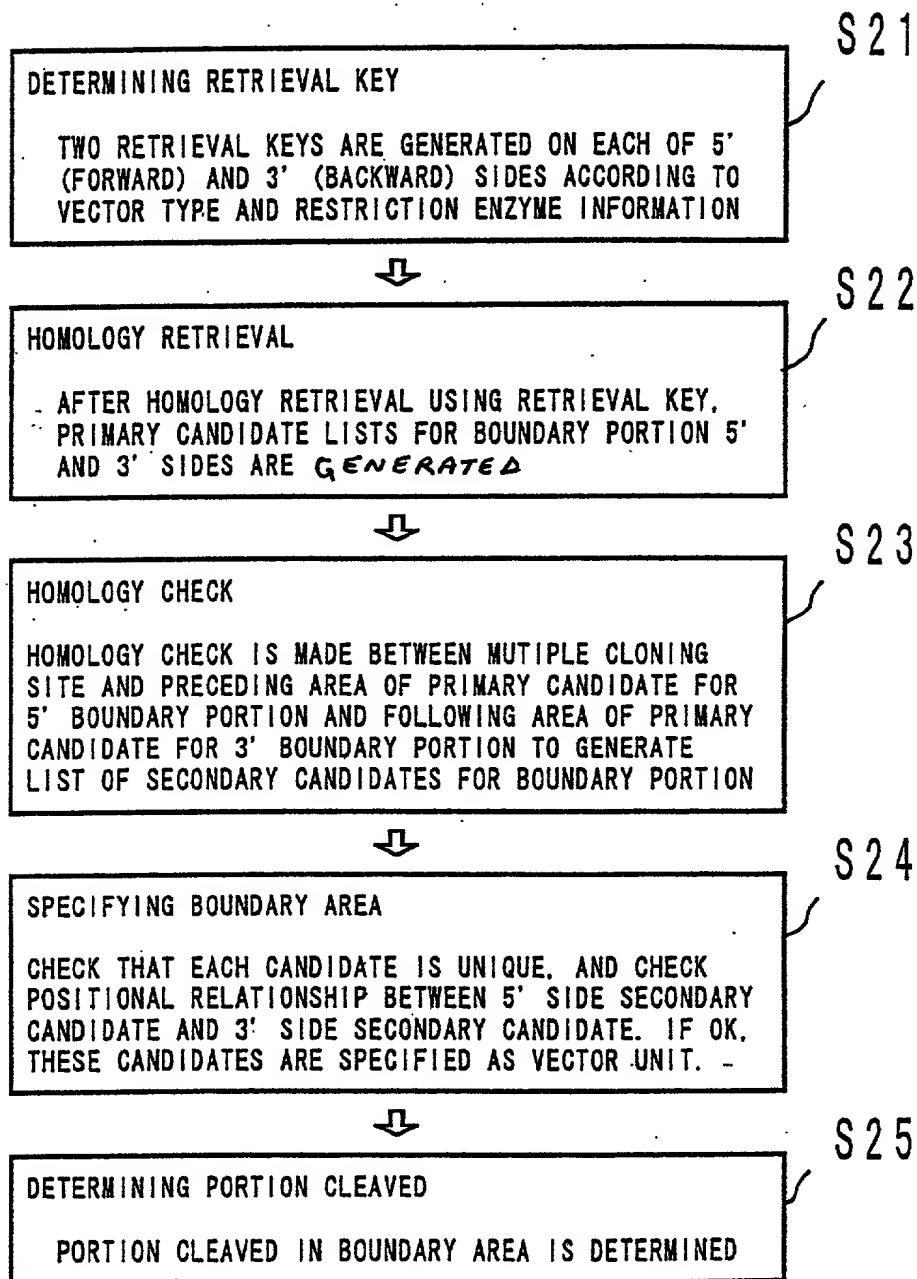 S21
DETERMINING RETRIEVAL KEY
TWO RETRIEVAL KEYS ARE GENERATED ON EACH OF 5'
(FORWARD) AND 3' (BACKWARD) SIDES ACCORDING TO
VECTOR TYPE AND RESTRICTION ENZYME INFORMATION
S22
HOMOLOGY RETRIEVAL
AFTER HOMOLOGY RETRIEVAL USING RETRIEVAL KEY,
PRIMARY CANDIDATE LISTS FOR BOUNDARY PORTION 5'
AND 3' SIDES ARE GENERATED
S23
HOMOLOGY CHECK
HOMOLOGY CHECK IS MADE BETWEEN MUTIPLE CLONING
SITE AND PRECEDING AREA OF PRIMARY CANDIDATE FOR
5' BOUNDARY PORTION AND FOLLOWING AREA OF PRIMARY
CANDIDATE FOR 3' BOUNDARY PORTION TO GENERATE
LIST OF SECONDARY CANDIDATES FOR BOUNDARY PORTION
S24
SPECIFYING BOUNDARY AREA
CHECK THAT EACH CANDIDATE IS UNIQUE, AND CHECK
POSITIONAL RELATIONSHIP BETWEEN 5' SIDE SECONDARY
CANDIDATE AND 3' SIDE SECONDARY CANDIDATE. IF OK,
THESE CANDIDATES ARE SPECIFIED AS VECTOR UNIT.
S25
DETERMINING PORTION CLEAVED
PORTION CLEAVED IN BOUNDARY AREA IS DETERMINED